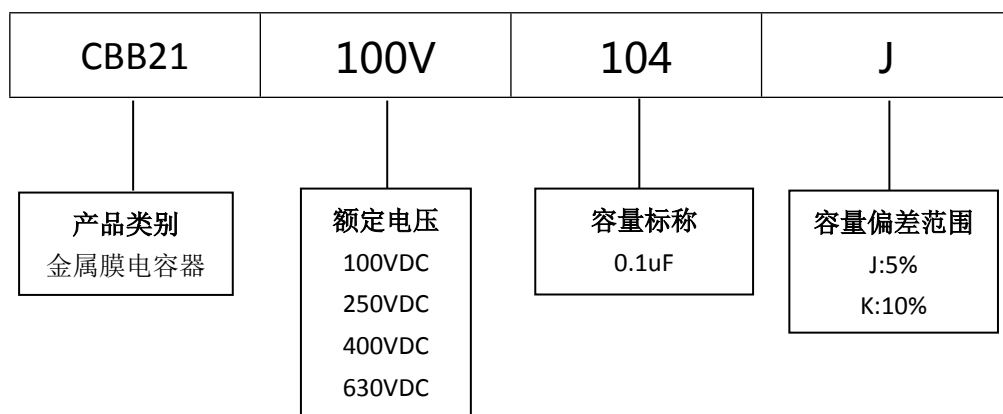 CBB21 100V 104 J
产品类别
金属膜电容器
额定电压
100VDC
250VDC
400VDC
630VDC
容量标称
0.1uF
容量偏差范围
J:5%
K:10%